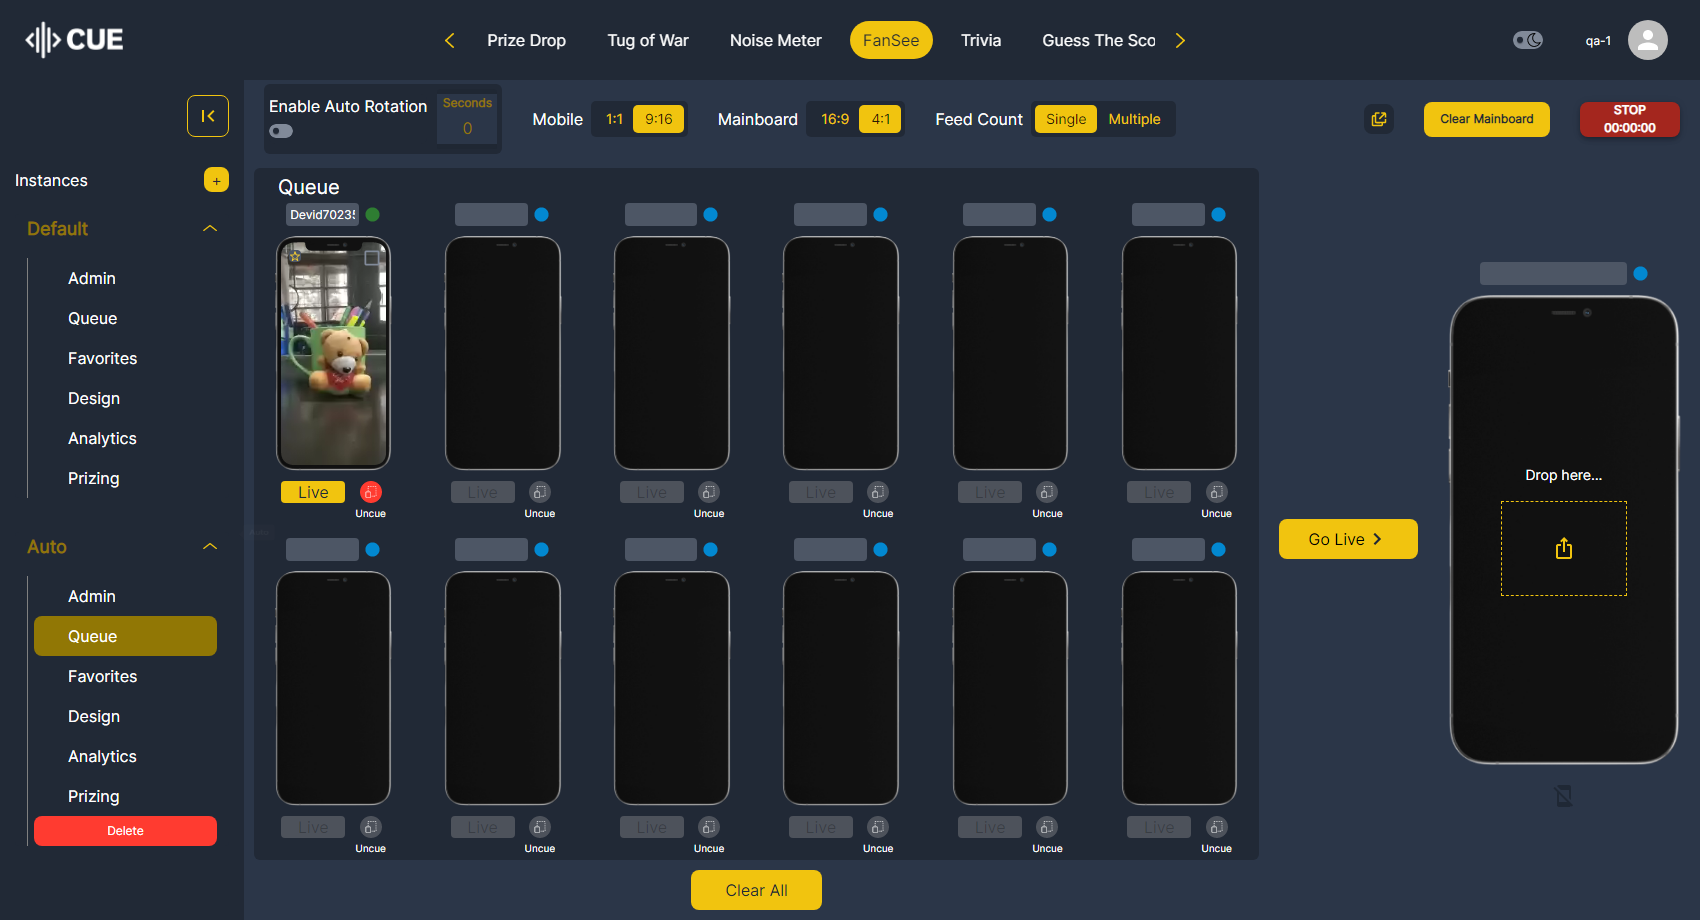 CUE
Prize Drop
Tug of War
Noise Meter
FanSee
Trivia
Guess The Sco
qa-1
Instances
+
Default
Admin
Queue
Favorites
Design
Analytics
Prizing
Auto
Admin
Queue
Favorites
Design
Analytics
Prizing
Delete
Enable Auto Rotation
Seconds
0
Mobile
1:1
9:16
Mainboard
16:9
4:1
Feed Count
Single
Multiple
Clear Mainboard
STOP
00:00:00
Queue
Devid7023
Live
Live
Live
Live
Live
Live
Uncue
Uncue
Uncue
Uncue
Uncue
Uncue
Live
Live
Live
Live
Live
Live
Uncue
Uncue
Uncue
Uncue
Uncue
Uncue
Clear All
Go Live
Drop here...